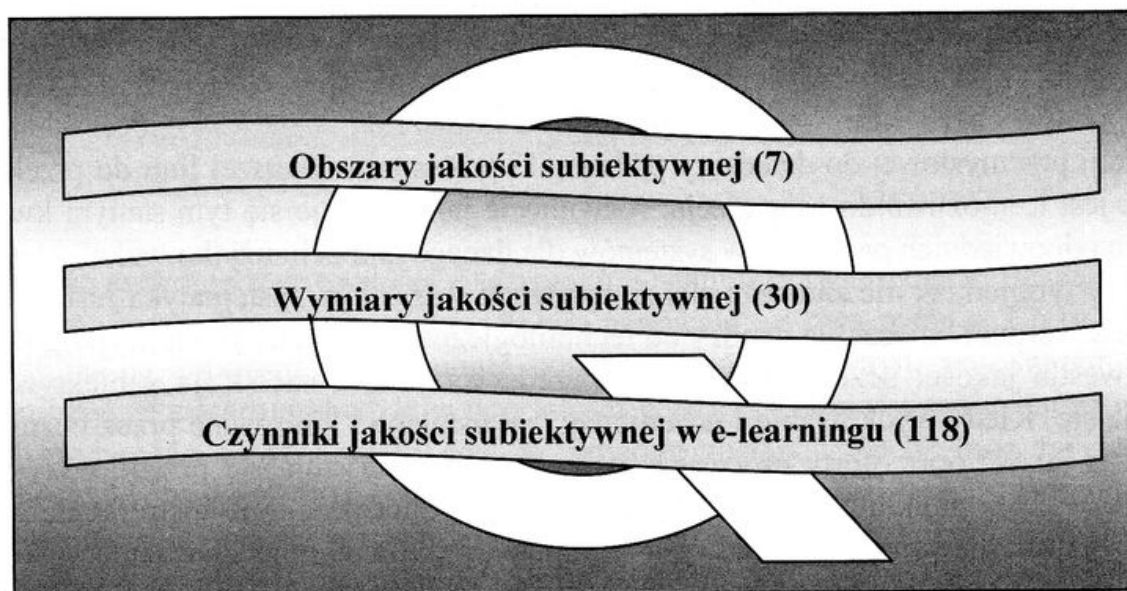 Obszary jakości subiektywnej (7)
Wymiary jakości subiektywnej (30)
Czynniki jakości subiektywnej w e-learningu (118)